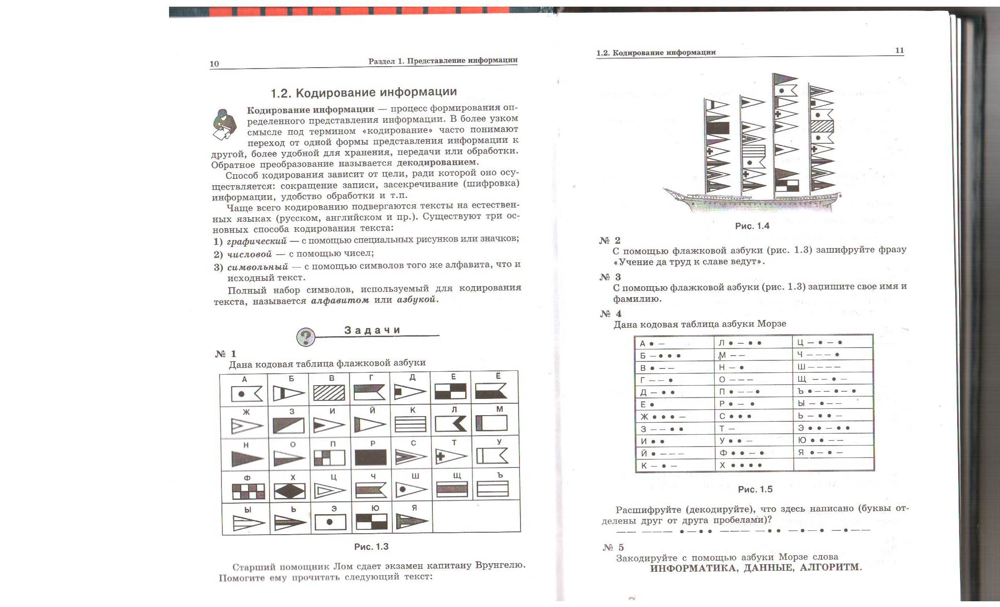 10 Раздел 1. Представление информации
1.2. Кодирование информации
Кодирование информации — процесс формирования оп-
ределенного представления информации. В более узком
смысле под термином «кодирование» часто понимают
переход от одной формы представления информации к
другой, более удобной для хранения, передачи или обработки.
Обратное преобразование называется декодированием.
Способ кодирования зависит от цели, ради которой оно осу-
ществляется: сокращение записи, засекречивание (шифровка)
информации, удобство обработки и т.п.
Чаще всего кодированию подвергаются тексты на естествен-
ных языках (русском, английском и пр.). Существуют три ос-
новных способа кодирования текста:
1) графический — с помощью специальных рисунков или значков;
2) числовой — с помощью чисел;
3) символьный — с помощью символов того же алфавита, что и
исходный текст.
Полный набор символов, используемый для кодирования
текста, называется алфавитом или азбукой.
? Задачи
№ 1
Дана кодовая таблица флажковой азбуки
А Б В Г Д Е Ё
Ж З И Й К Л М
Н О П Р С Т У
Ф Х Ц Ч Ш Щ Ъ
Ы Ь Э Ю Я
Рис. 1.3
Старший помощник Лом сдает экзамен капитану Врунгелю.
Помогите ему прочитать следующий текст:
1.2. Кодирование информации 11
Рис. 1.4
№ 2
С помощью флажковой азбуки (рис. 1.3) зашифруйте фразу
«Учение да труд к славе ведут».
№ 3
С помощью флажковой азбуки (рис. 1.3) запишите свое имя и
фамилию.
№ 4
Дана кодовая таблица азбуки Морзе
А • — Л • — • • Ц — • — •
Б — • • • М — — Ч — — — •
В • — — Н — • Ш — — — —
Г — — • О — — — Щ — — • —
Д — • • П • — — • Ъ • — — • — •
Е • Р • — • Ы — • — —
Ж • • • — С • • • Ь — • • —
З — — • • Т — Э • • — • •
И • • У • • — Ю • • — —
Й • — — — Ф • • — • Я • — • —
К — • — Х • • • •
Рис. 1.5
Расшифруйте (декодируйте), что здесь написано (буквы от-
делены друг от друга пробелами)?
—— ——— •—•• ——— —•• —•—• —•——
№ 5
Закодируйте с помощью азбуки Морзе слова
ИНФОРМАТИКА, ДАННЫЕ, АЛГОРИТМ.